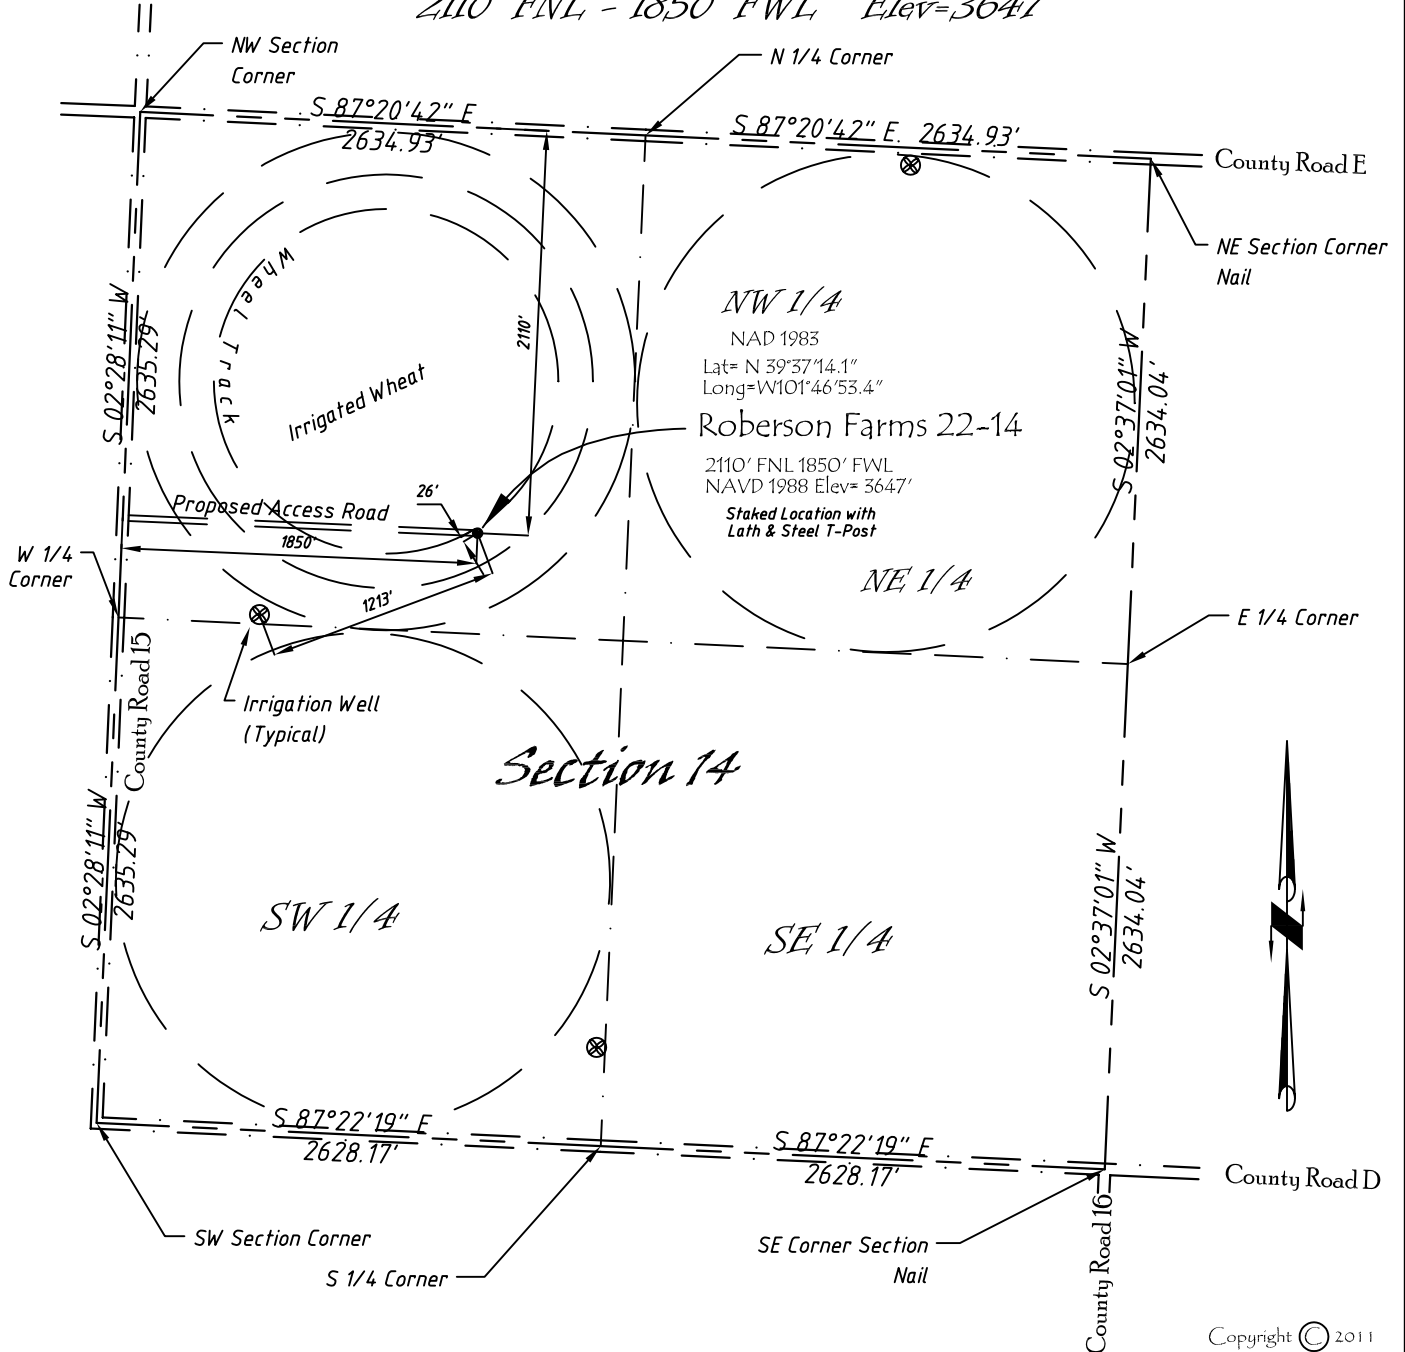 2110' FNL - 1850' FWL Elev=3647'
NW Section
Corner
N 1/4 Corner
S 87°20'42" E
2634.93'
S 87°20'42" E 2634.93'
County Road E
NE Section Corner
Nail
Wheel Track
S 02°28'11" W
2635.29'
2110'
Irrigated Wheat
NW 1/4
NAD 1983
Lat= N 39°37'14.1"
Long=W101°46'53.4"
Roberson Farms 22-14
2110' FNL 1850' FWL
NAVD 1988 Elev= 3647'
Staked Location with
Lath & Steel T-Post
S 02°37'01" W
2634.04'
Proposed Access Road
26'
1850'
W 1/4
Corner
1213'
NE 1/4
E 1/4 Corner
County Road 15
Irrigation Well
(Typical)
Section 14
S 02°28'11" W
2635.29'
SW 1/4
SE 1/4
S 02°37'01" W
2634.04'
S 87°22'19" E
2628.17'
S 87°22'19" E
2628.17'
County Road D
SW Section Corner
S 1/4 Corner
SE Corner Section
Nail
County Road 16
Copyright © 2011